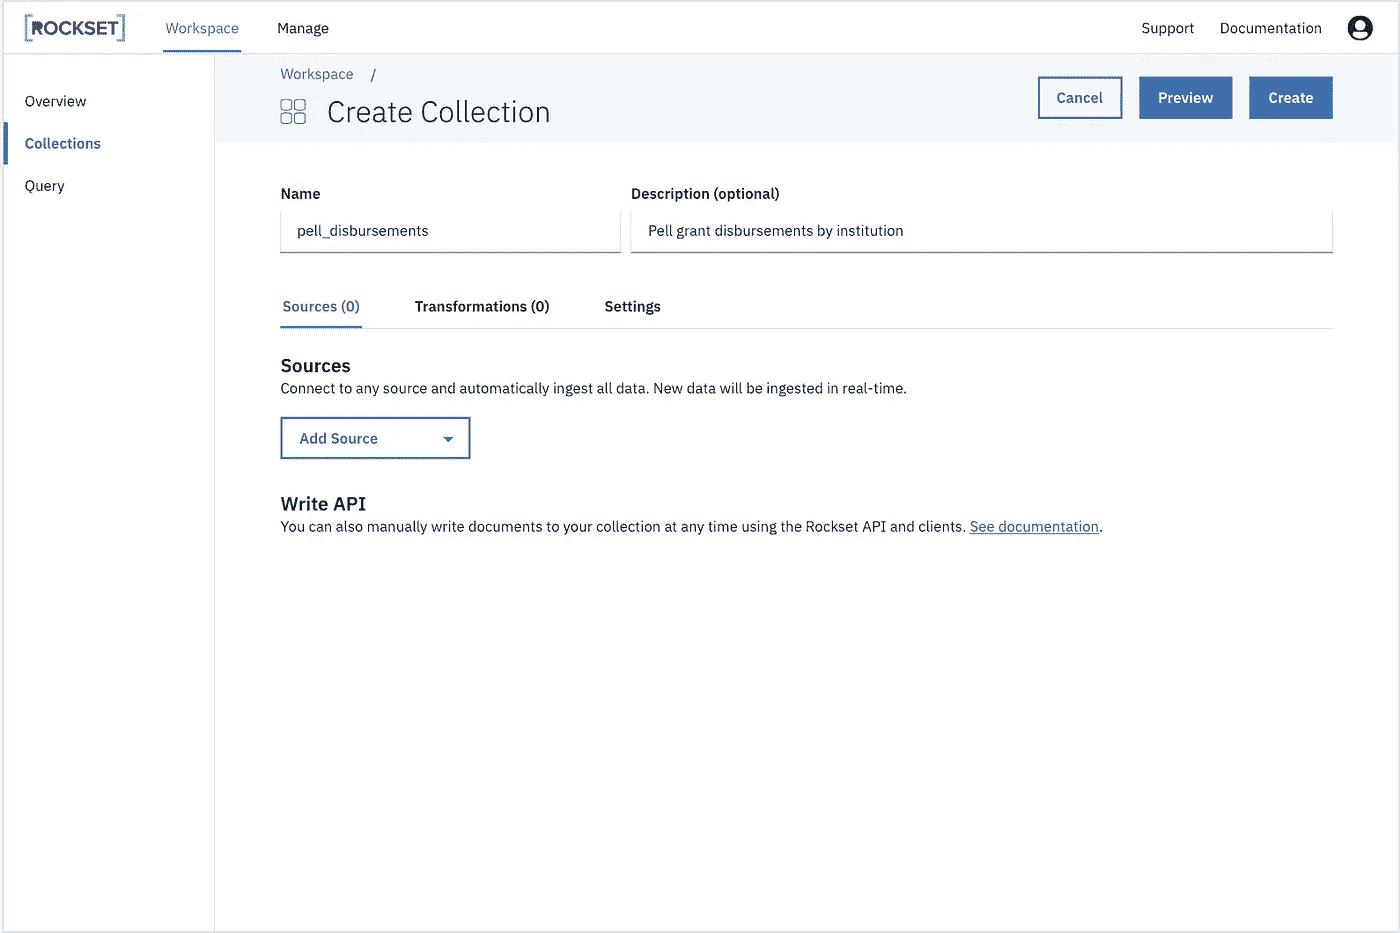 [ROCKSET] Workspace Manage Support Documentation
Overview
Collections
Query
Workspace /
Create Collection
Cancel Preview Create
Name Description (optional)
pell_disbursements Pell grant disbursements by institution
Sources (0) Transformations (0) Settings
Sources
Connect to any source and automatically ingest all data. New data will be ingested in real-time.
Add Source
Write API
You can also manually write documents to your collection at any time using the Rockset API and clients. See documentation.